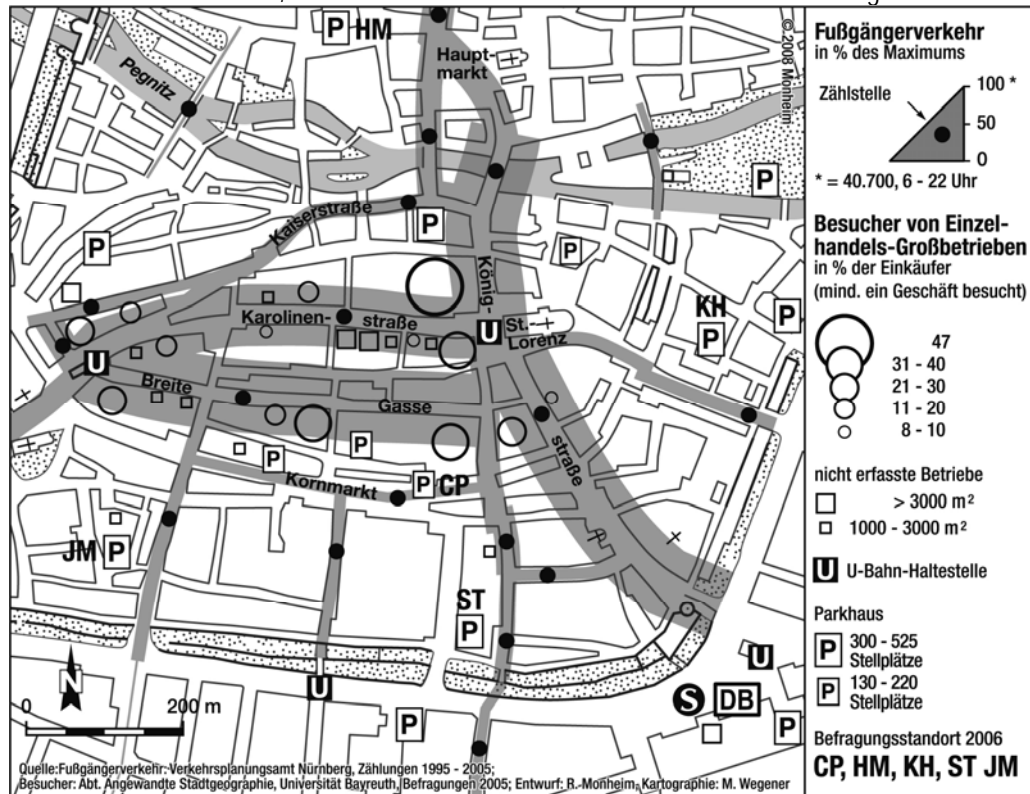 HM
Haupt-
markt
© 2008 Monheim
Pegnitz
Kaiserstraße
König-
straße
Karolinen-
straße
St.-
Lorenz
KH
Breite
Gasse
Kornmarkt
CP
JM
ST
P
P
P
P
P
P
P
P
P
P
P
P
P
P
U
U
U
U
S
DB
N
0
200 m
Quelle:Fußgängerverkehr: Verkehrsplanungsamt Nürnberg, Zählungen 1995 - 2005;
Besucher: Abt. Angewandte Stadtgeographie, Universität Bayreuth, Befragungen 2005; Entwurf: R. Monheim, Kartographie: M. Wegener
Fußgängerverkehr
in % des Maximums
Zählstelle
100 *
50
0
* = 40.700, 6 - 22 Uhr
Besucher von Einzel-
handels-Großbetrieben
in % der Einkäufer
(mind. ein Geschäft besucht)
47
31 - 40
21 - 30
11 - 20
8 - 10
nicht erfasste Betriebe
> 3000 m²
1000 - 3000 m²
U U-Bahn-Haltestelle
Parkhaus
P 300 - 525
Stellplätze
P 130 - 220
Stellplätze
Befragungsstandort 2006
CP, HM, KH, ST JM